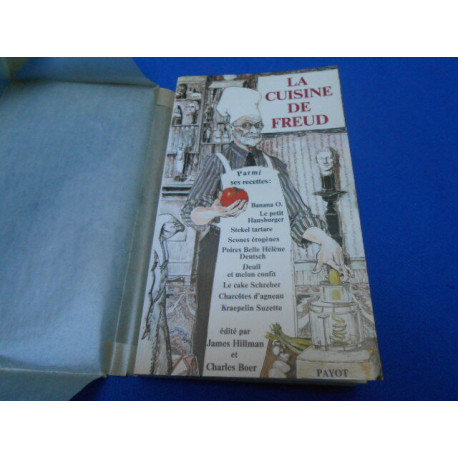 LA
CUISINE
DE
FREUD
Parmi
ses recettes:
Banana O.
Le petit
Hansburger
Stekel tartare
Scones érogènes
Poires Belle Hélène
Deutsch
Deuil
et melon confit
Le cake Schreber
Charcôtes d'agneau
Kraepelin Suzette
édité par
James Hillman
et
Charles Boer
PAYOT